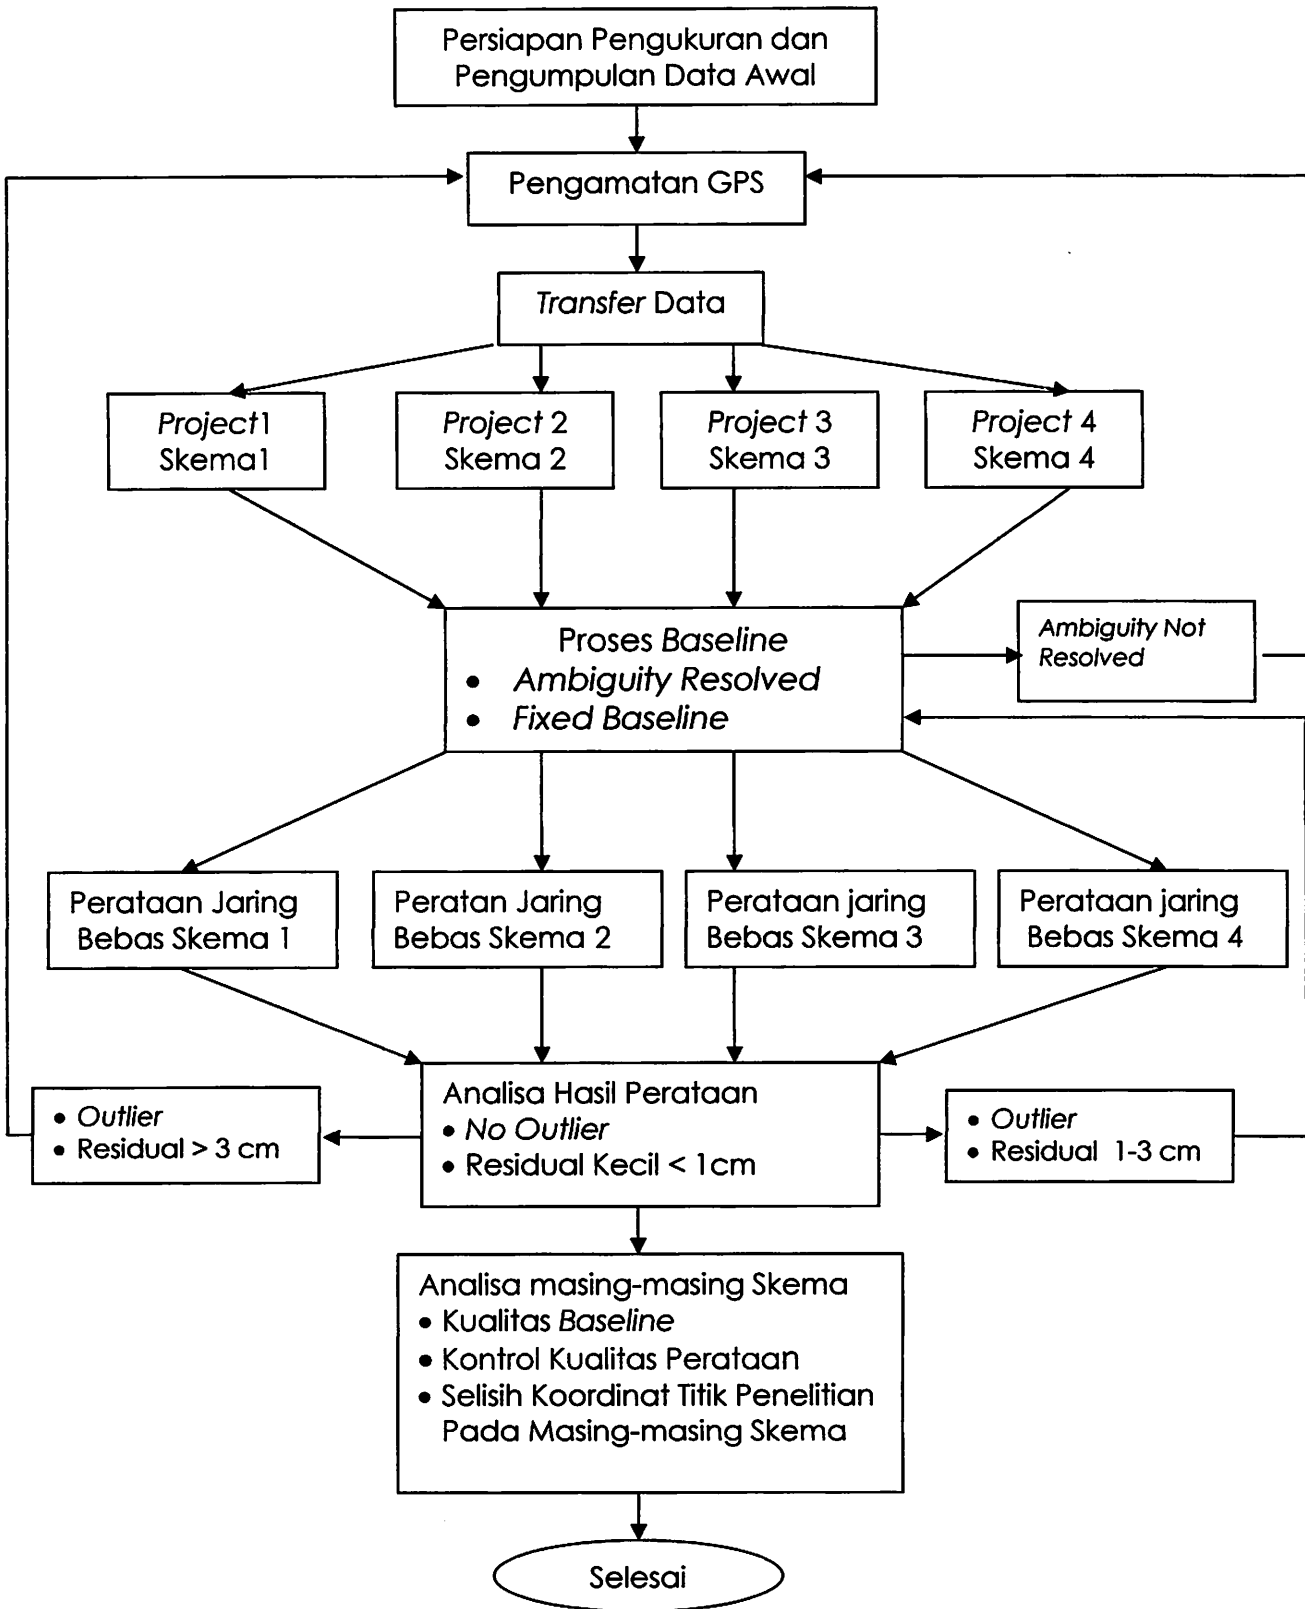 Persiapan Pengukuran dan
Pengumpulan Data Awal
Pengamatan GPS
Transfer Data
Project1
Skema1
Project 2
Skema 2
Project 3
Skema 3
Project 4
Skema 4
Proses Baseline
• Ambiguity Resolved
• Fixed Baseline
Ambiguity Not
Resolved
Perataan Jaring
Bebas Skema 1
Peratan Jaring
Bebas Skema 2
Perataan jaring
Bebas Skema 3
Perataan jaring
Bebas Skema 4
Analisa Hasil Perataan
• No Outlier
• Residual Kecil < 1cm
• Outlier
• Residual > 3 cm
• Outlier
• Residual 1-3 cm
Analisa masing-masing Skema
• Kualitas Baseline
• Kontrol Kualitas Perataan
• Selisih Koordinat Titik Penelitian
Pada Masing-masing Skema
Selesai